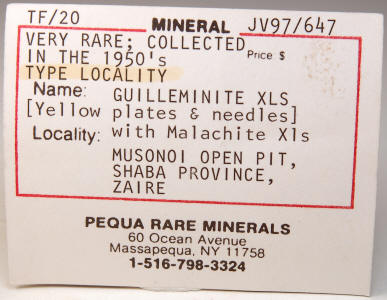 TF/20 MINERAL JV97/647
VERY RARE; COLLECTED
Price $
IN THE 1950's
TYPE LOCALITY
Name: GUILLEMINITE XLS
[Yellow plates & needles]
Locality: with Malachite Xls
MUSONOI OPEN PIT,
SHABA PROVINCE,
ZAIRE
PEQUA RARE MINERALS
60 Ocean Avenue
Massapequa, NY 11758
1-516-798-3324